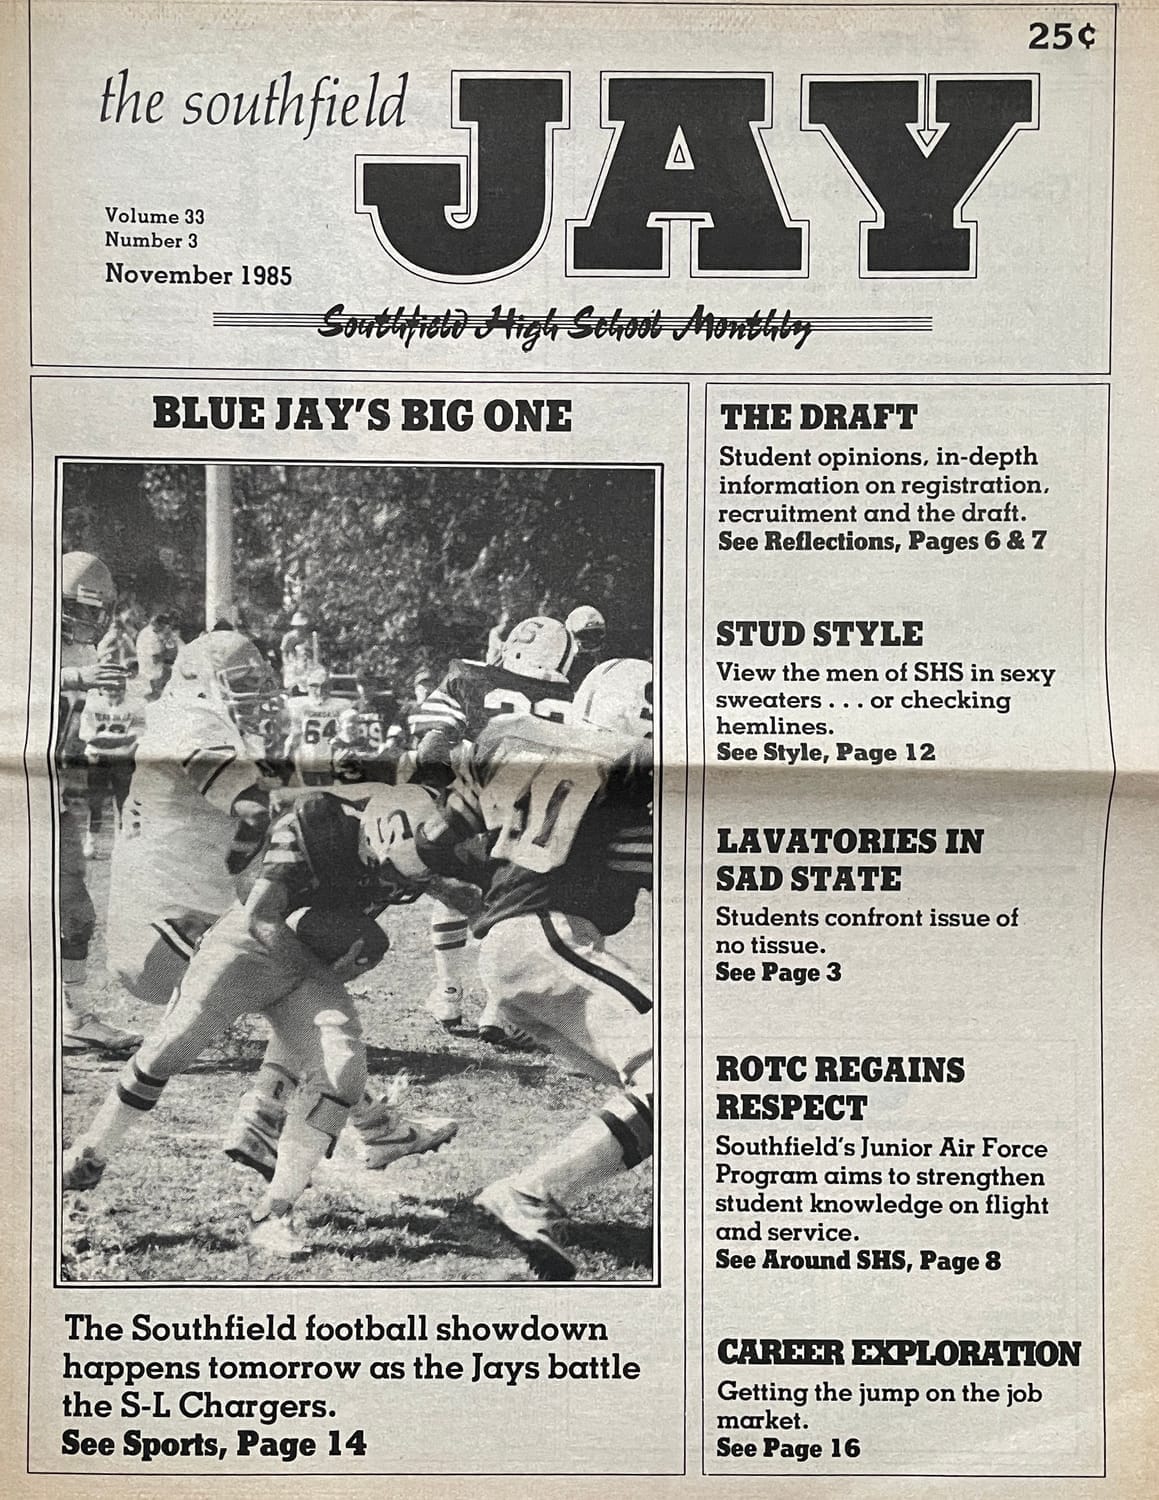 25¢
the southfield JAY
Volume 33
Number 3
November 1985
Southfield High School Monthly
BLUE JAY'S BIG ONE
64
The Southfield football showdown
happens tomorrow as the Jays battle
the S-L Chargers.
See Sports, Page 14
THE DRAFT
Student opinions, in-depth
information on registration,
recruitment and the draft.
See Reflections, Pages 6 & 7
STUD STYLE
View the men of SHS in sexy
sweaters . . . or checking
hemlines.
See Style, Page 12
LAVATORIES IN
SAD STATE
Students confront issue of
no tissue.
See Page 3
ROTC REGAINS
RESPECT
Southfield's Junior Air Force
Program aims to strengthen
student knowledge on flight
and service.
See Around SHS, Page 8
CAREER EXPLORATION
Getting the jump on the job
market.
See Page 16